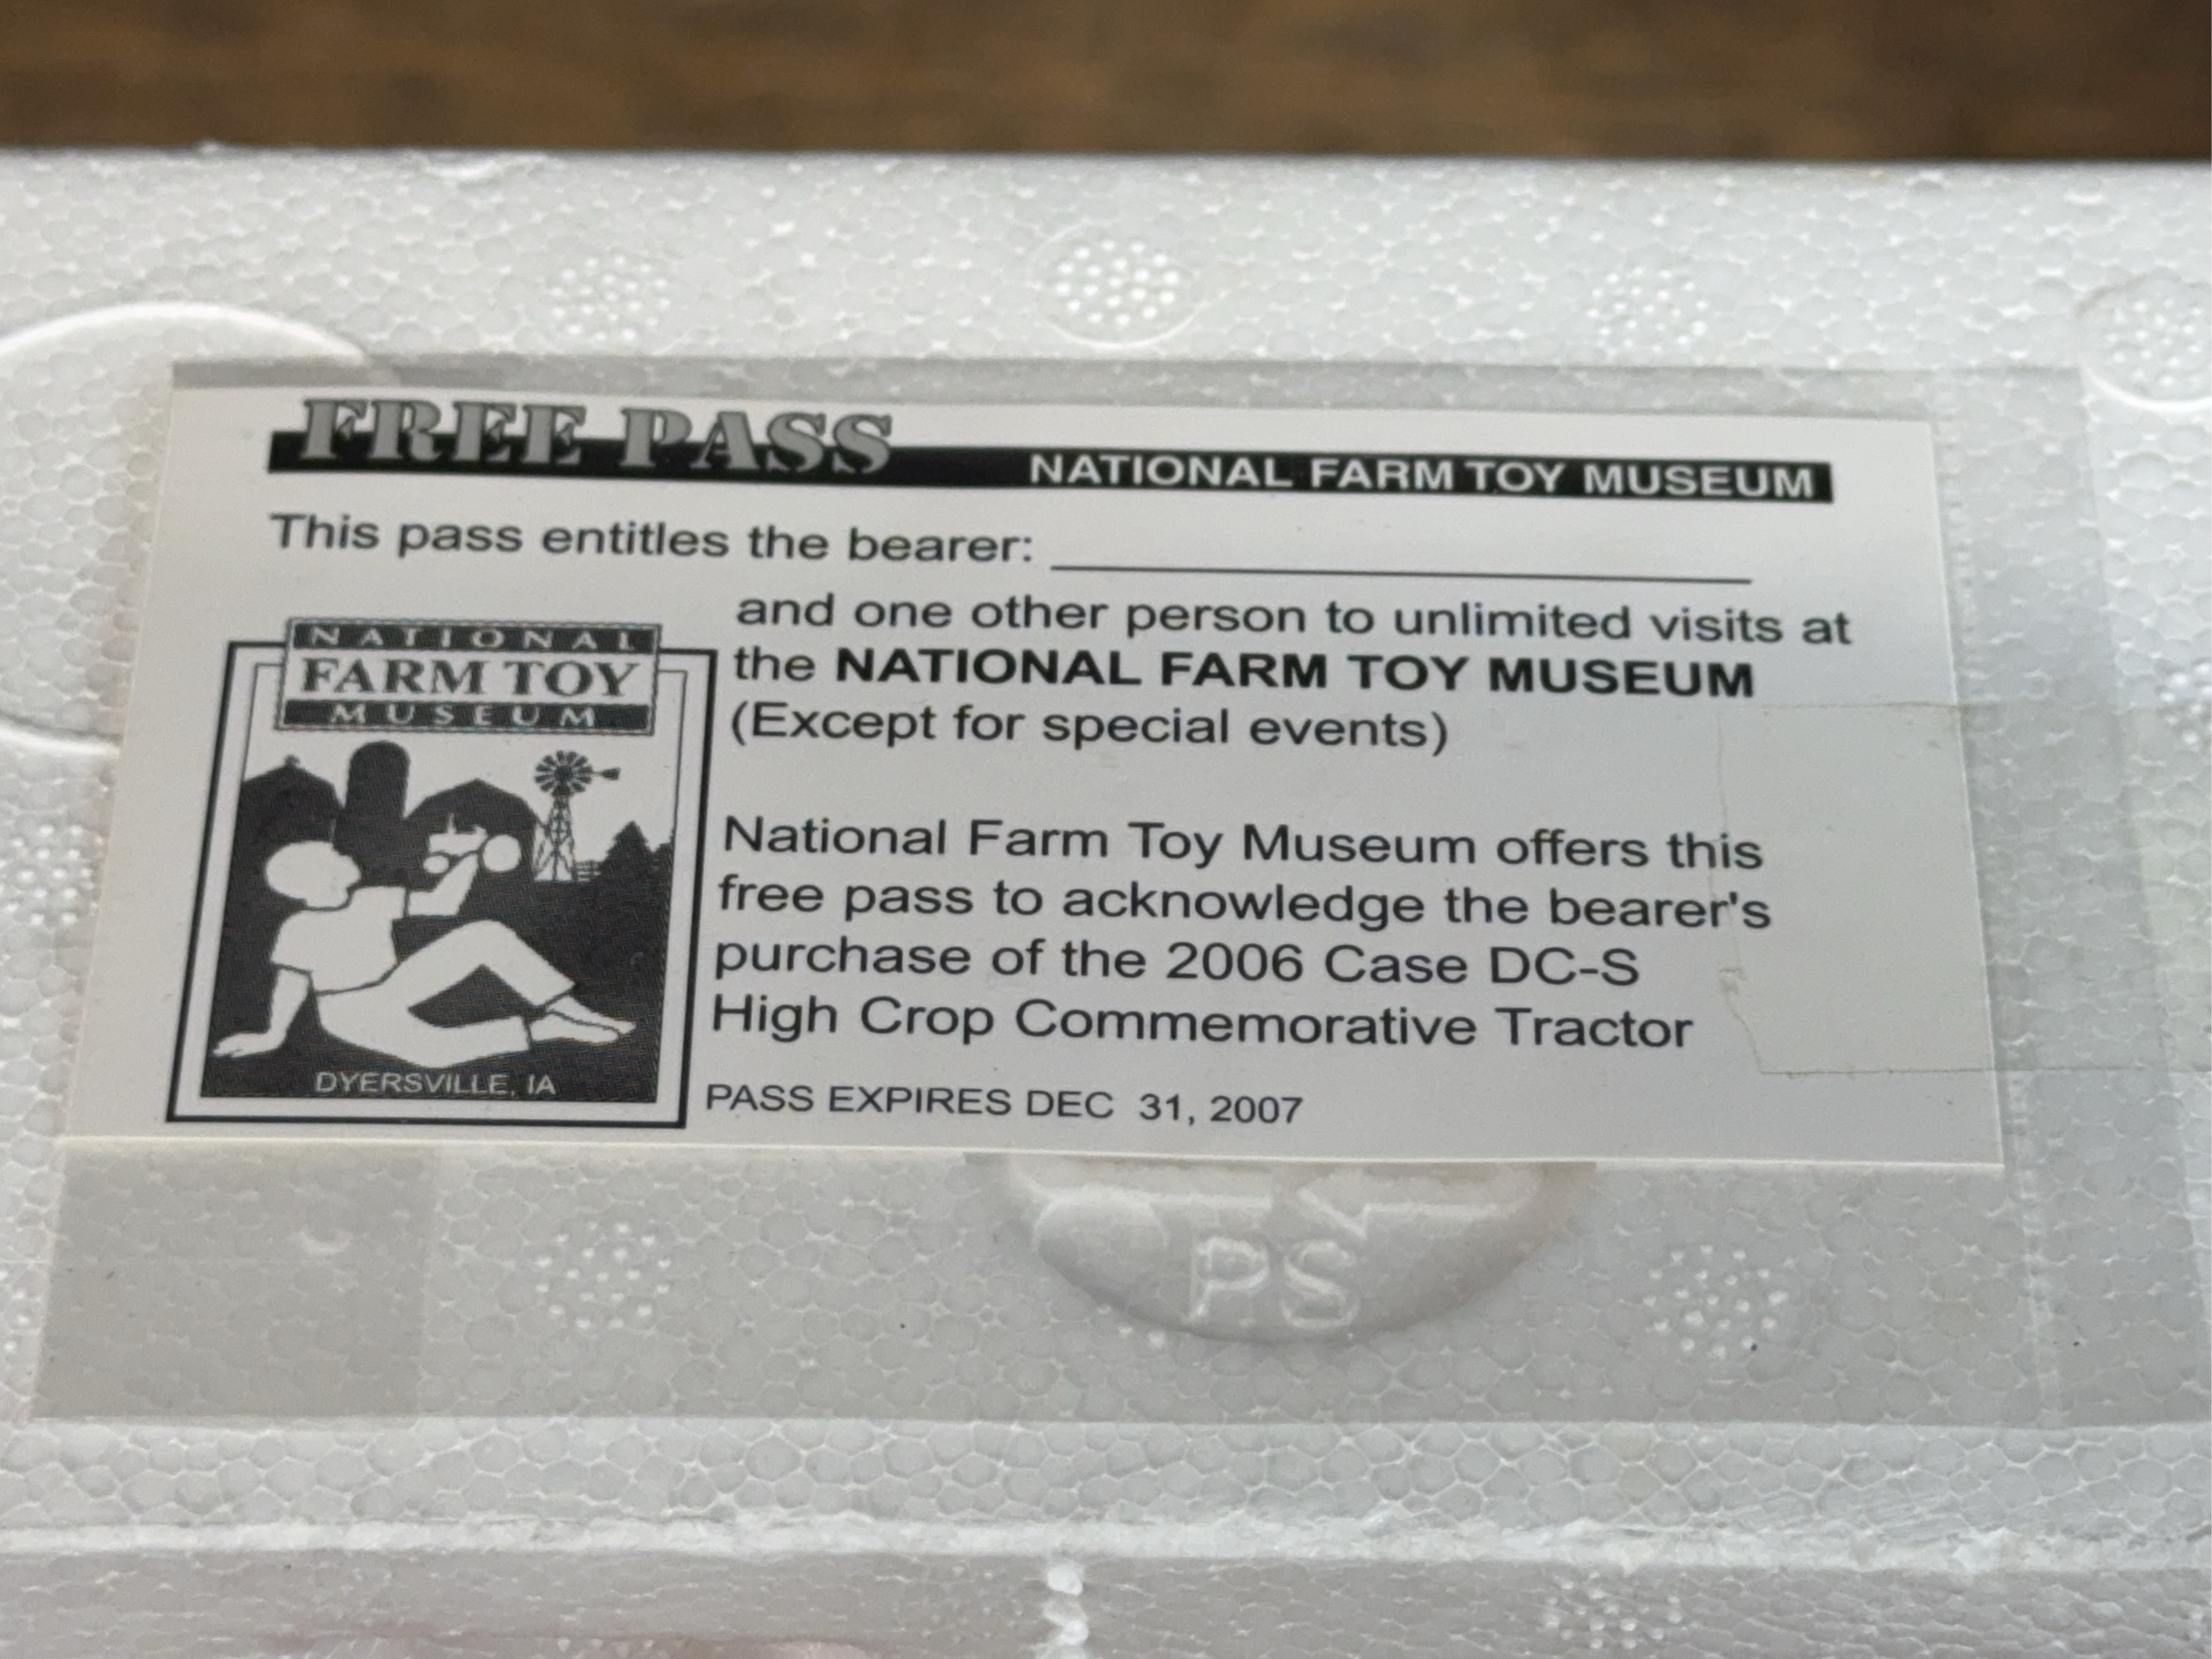 FREE PASS NATIONAL FARM TOY MUSEUM
This pass entitles the bearer:
and one other person to unlimited visits at
the NATIONAL FARM TOY MUSEUM
(Except for special events)
National Farm Toy Museum offers this
free pass to acknowledge the bearer's
purchase of the 2006 Case DC-S
High Crop Commemorative Tractor
PASS EXPIRES DEC 31, 2007
NATIONAL
FARM TOY
MUSEUM
DYERSVILLE, IA
PS